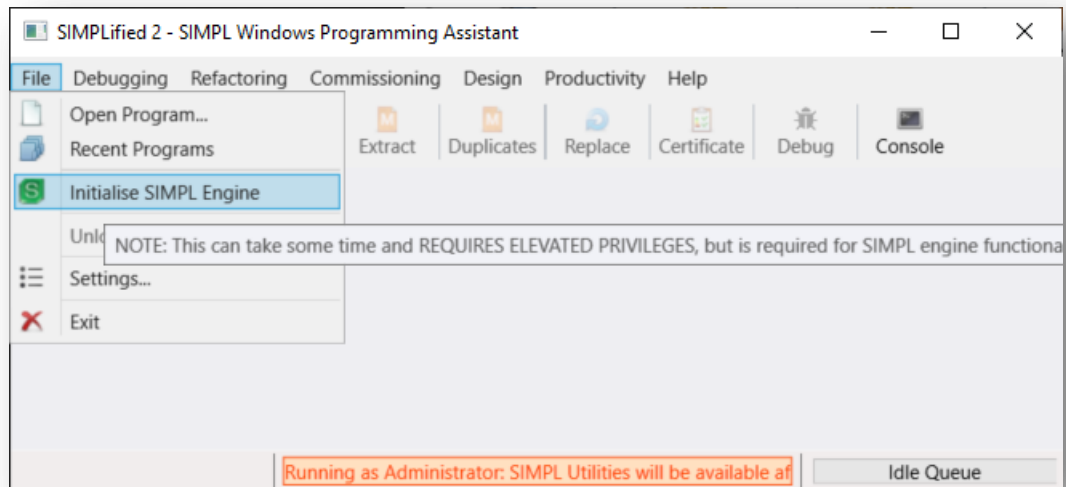 SIMPLified 2 - SIMPL Windows Programming Assistant
File Debugging Refactoring Commissioning Design Productivity Help
Open Program...
Recent Programs
Extract Duplicates Replace Certificate Debug Console
Initialise SIMPL Engine
NOTE: This can take some time and REQUIRES ELEVATED PRIVILEGES, but is required for SIMPL engine functiona
Settings...
Exit
Running as Administrator: SIMPL Utilities will be available af
Idle Queue